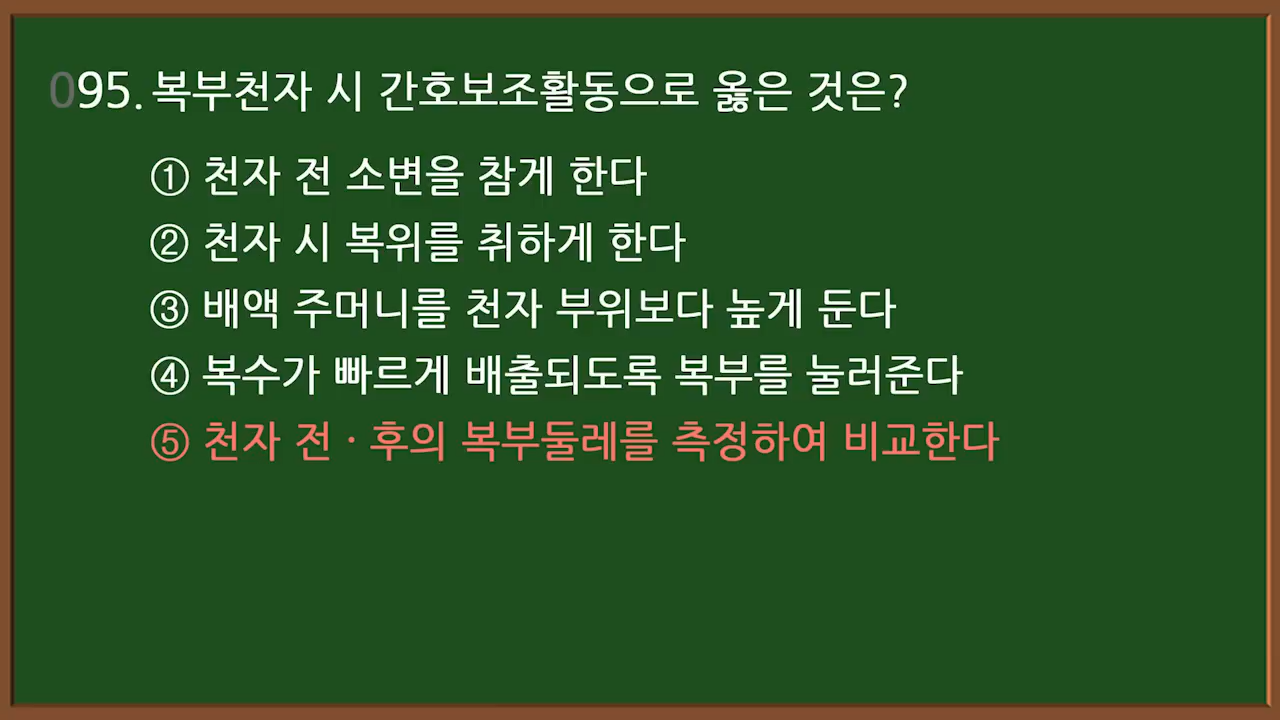 095. 복부천자 시 간호보조활동으로 옳은 것은?
① 천자 전 소변을 참게 한다
② 천자 시 복위를 취하게 한다
③ 배액 주머니를 천자 부위보다 높게 둔다
④ 복수가 빠르게 배출되도록 복부를 눌러준다
⑤ 천자 전 · 후의 복부둘레를 측정하여 비교한다